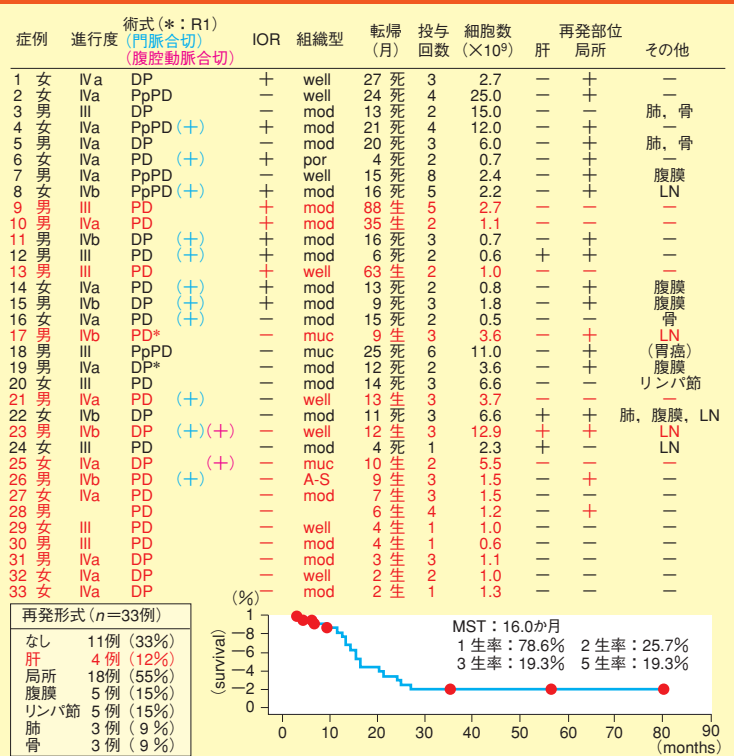 症例 進行度 術式(*：R1) (門脈合切) (腹腔動脈合切) IOR 組織型 転帰(月) 投与回数 細胞数(×10⁹) 再発部位 肝 局所 その他
1 女 Ⅳa DP + well 27 死 3 2.7 − + −
2 女 Ⅳa PpPD − well 24 死 4 25.0 − + −
3 男 III DP − mod 13 死 2 15.0 − − 肺，骨
4 女 Ⅳa PpPD(+) + mod 21 死 4 12.0 − + −
5 男 Ⅳa DP − mod 20 死 3 6.0 − + 肺，骨
6 女 Ⅳa PD (+) + por 4 死 2 0.7 − + −
7 男 Ⅳa PpPD − well 15 死 8 2.4 − + 腹膜
8 女 Ⅳb PpPD(+) + mod 16 死 5 2.2 − + LN
9 男 III PD + mod 88 生 5 2.7 − − −
10 男 Ⅳa PD + mod 35 生 2 1.1 − − −
11 男 Ⅳb DP (+) + mod 16 死 3 0.7 − + −
12 男 III PD (+) + mod 6 死 2 0.6 + + −
13 男 III PD + well 63 生 2 1.0 − − −
14 女 Ⅳa PD (+) + mod 13 死 2 0.8 − + 腹膜
15 男 Ⅳb DP (+) + mod 9 死 3 1.8 − + 腹膜
16 女 Ⅳa PD (+) − mod 15 死 2 0.5 − − 骨
17 男 Ⅳb PD* − muc 9 生 3 3.6 − + LN
18 男 III PpPD − muc 25 死 6 11.0 − + (胃癌)
19 男 Ⅳa DP* − mod 12 死 2 3.6 − + 腹膜
20 女 III PD − mod 14 死 3 6.6 − − リンパ節
21 男 Ⅳa PD (+) − well 13 生 3 3.7 − − −
22 女 Ⅳb DP − mod 11 死 3 6.6 + + 肺，腹膜，LN
23 男 Ⅳb DP (+)(+) − well 12 生 3 12.9 + + LN
24 女 III PD − mod 4 死 1 2.3 + − LN
25 女 Ⅳa DP (+) − muc 10 生 2 5.5 − − −
26 男 Ⅳb PD (+) − A-S 9 生 3 1.5 − + −
27 女 Ⅳa PD − mod 7 生 3 1.5 − − −
28 男 PD − 6 生 4 1.2 − + −
29 女 III PD − well 4 生 1 1.0 − − −
30 男 III PD − mod 4 生 1 0.6 − − −
31 男 Ⅳa DP − mod 3 生 3 1.1 − − −
32 女 Ⅳa DP − well 2 生 2 1.0 − − −
33 女 Ⅳa DP − mod 2 生 1 1.3 − − −
再発形式(n＝33例)
なし 11例(33%)
肝 4例(12%)
局所 18例(55%)
腹膜 5例(15%)
リンパ節 5例(15%)
肺 3例( 9%)
骨 3例( 9%)
(%)
(survival)
1
−8
−6
−4
−2
0
MST：16.0か月
1 生率：78.6% 2 生率：25.7%
3 生率：19.3% 5 生率：19.3%
0 10 20 30 40 50 60 70 80 90
(months)